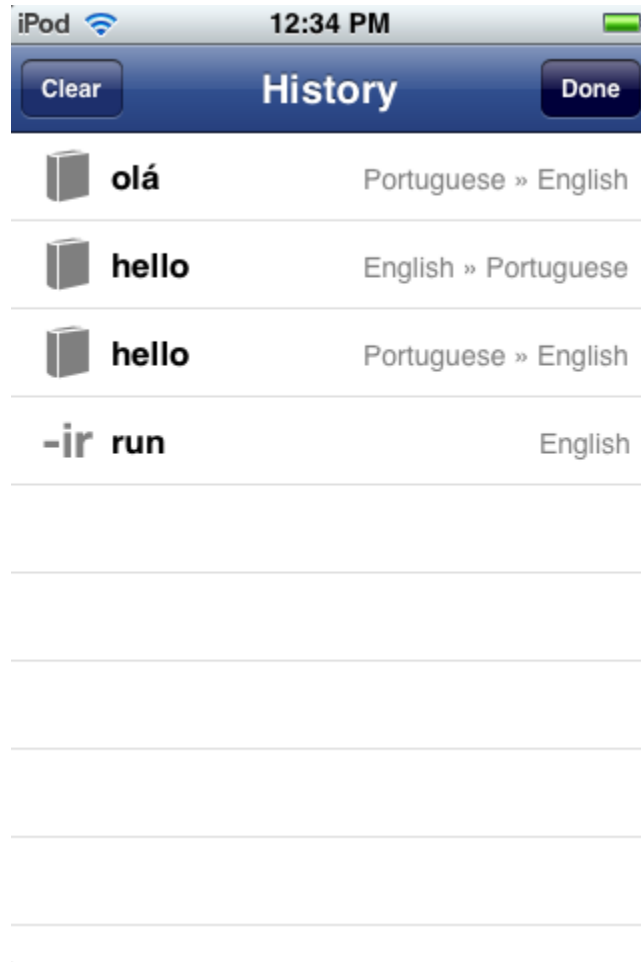 iPod 12:34 PM
Clear History Done
olá Portuguese » English
hello English » Portuguese
hello Portuguese » English
-ir run English